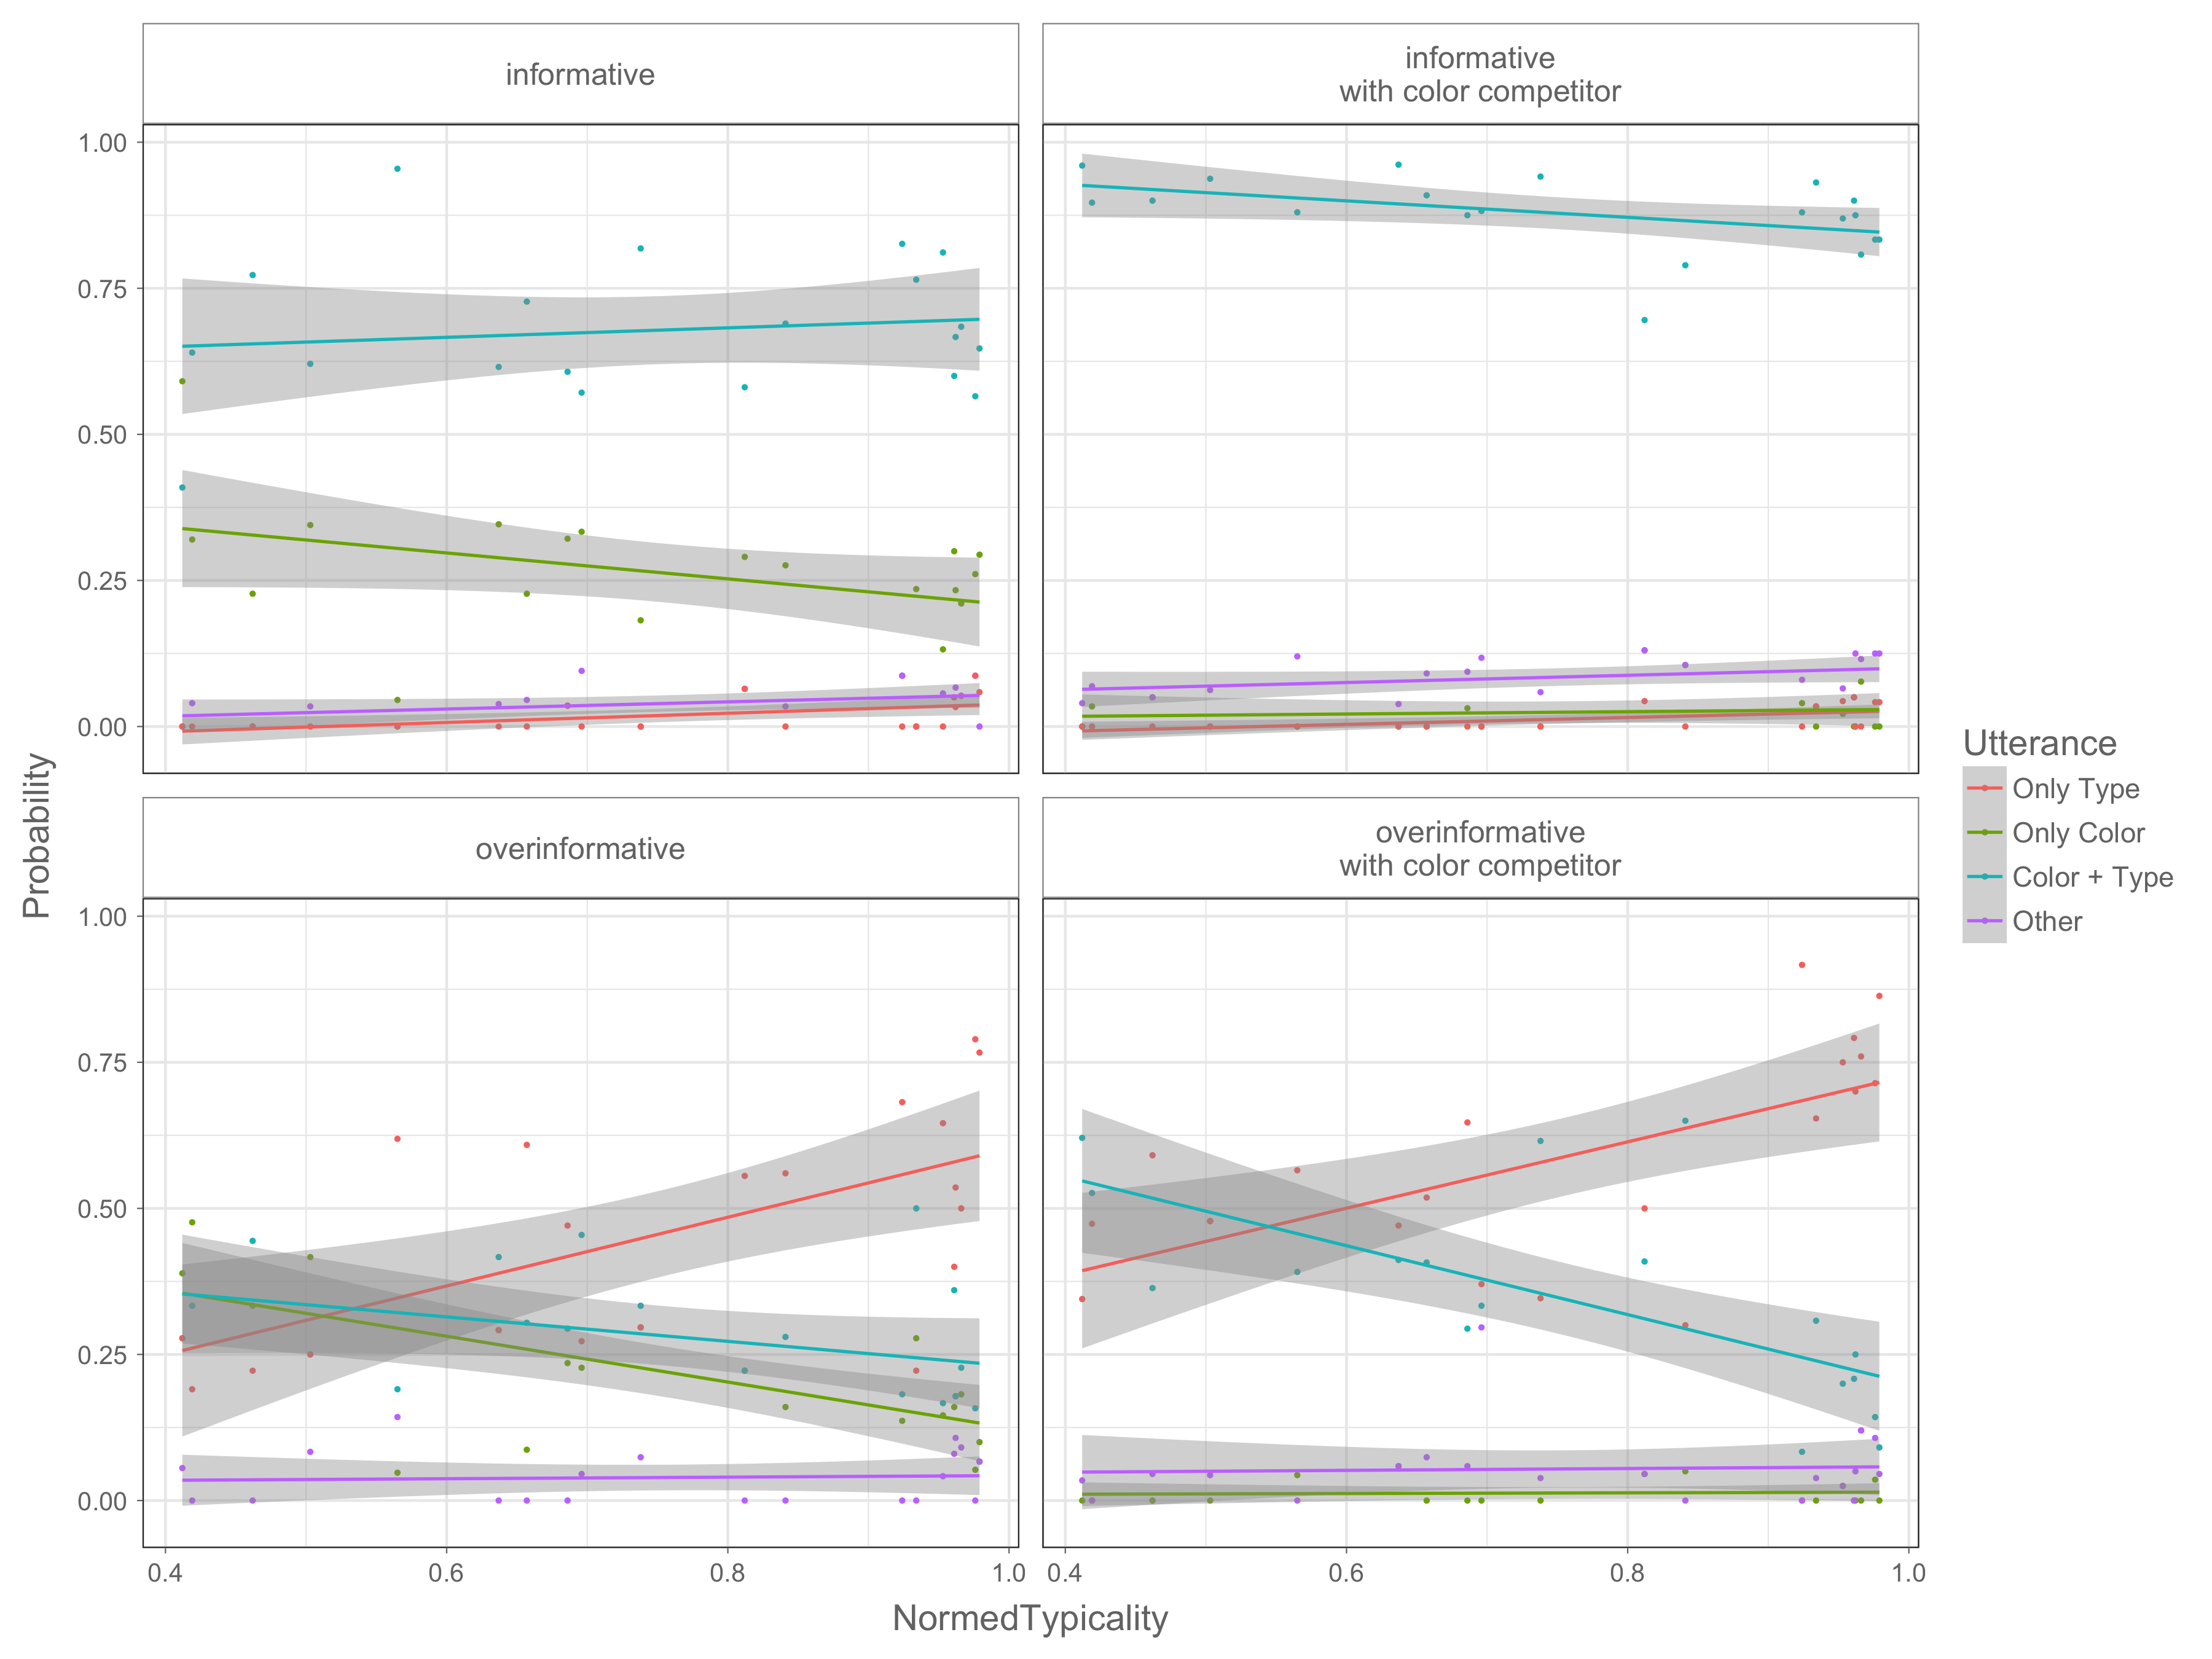 informative
informative
with color competitor
1.00
0.75
0.50
0.25
0.00
overinformative
overinformative
with color competitor
1.00
0.75
0.50
0.25
0.00
0.4
0.6
0.8
1.0
0.4
0.6
0.8
1.0
NormedTypicality
Probability
Utterance
Only Type
Only Color
Color + Type
Other